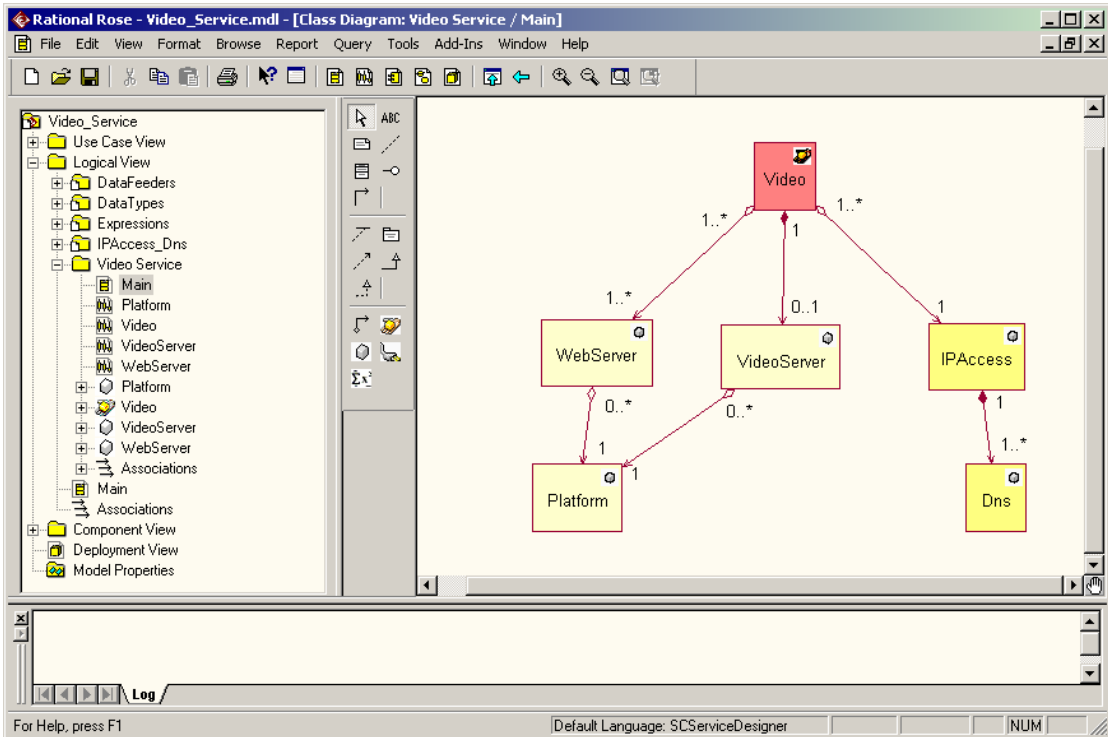 Rational Rose - Video_Service.mdl - [Class Diagram: Video Service / Main]
File Edit View Format Browse Report Query Tools Add-Ins Window Help
Video_Service
Use Case View
Logical View
DataFeeders
DataTypes
Expressions
IPAccess_Dns
Video Service
Main
Platform
Video
VideoServer
WebServer
Platform
Video
VideoServer
WebServer
Associations
Main
Associations
Component View
Deployment View
Model Properties
ABC
Σx²
Video
1..*
1
1..*
1..*
0..1
1
WebServer
VideoServer
IPAccess
0..*
0..*
1
1
1
1..*
Platform
Dns
Log
For Help, press F1
Default Language: SCServiceDesigner
NUM